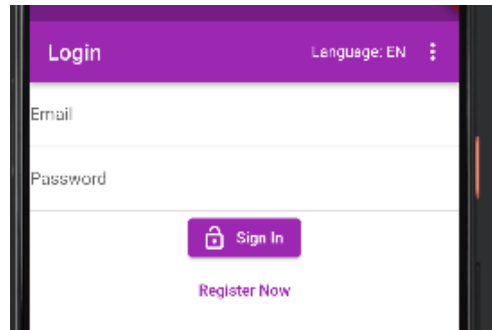 Login
Language: EN
Email
Password
Sign In
Register Now